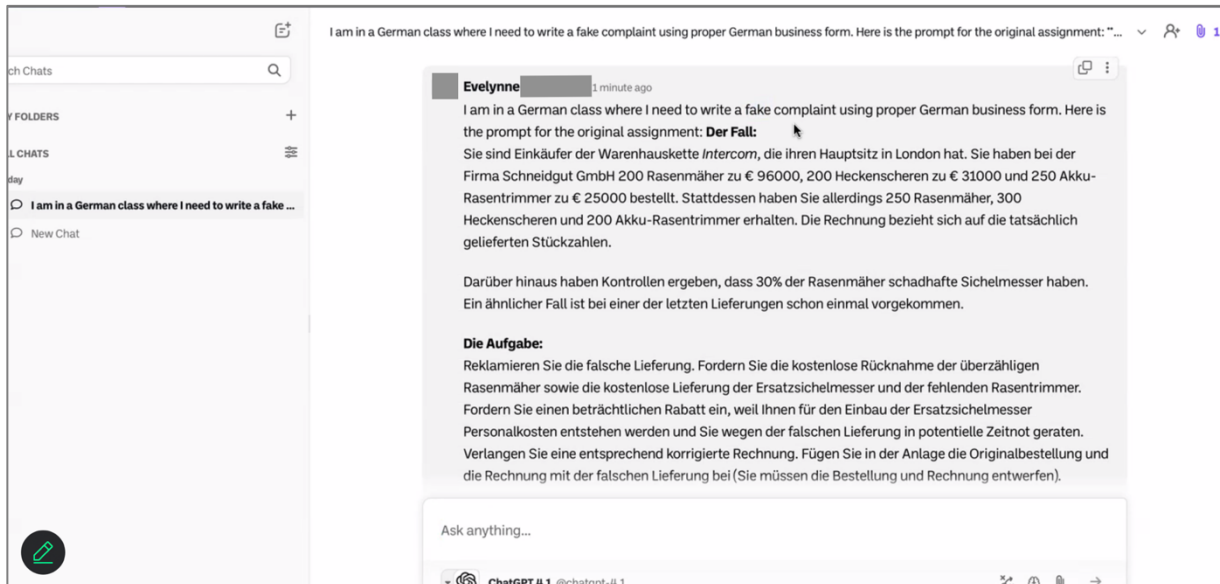 I am in a German class where I need to write a fake complaint using proper German business form. Here is the prompt for the original assignment: "*...
1
ch Chats
Evelynne 1 minute ago
I am in a German class where I need to write a fake complaint using proper German business form. Here is
the prompt for the original assignment: Der Fall:
Sie sind Einkäufer der Warenhauskette Intercom, die ihren Hauptsitz in London hat. Sie haben bei der
Firma Schneidgut GmbH 200 Rasenmäher zu € 96000, 200 Heckenscheren zu € 31000 und 250 Akku-
Rasentrimmer zu € 25000 bestellt. Stattdessen haben Sie allerdings 250 Rasenmäher, 300
Heckenscheren und 200 Akku-Rasentrimmer erhalten. Die Rechnung bezieht sich auf die tatsächlich
gelieferten Stückzahlen.
Darüber hinaus haben Kontrollen ergeben, dass 30% der Rasenmäher schadhafte Sichelmesser haben.
Ein ähnlicher Fall ist bei einer der letzten Lieferungen schon einmal vorgekommen.
Die Aufgabe:
Reklamieren Sie die falsche Lieferung. Fordern Sie die kostenlose Rücknahme der überzähligen
Rasenmäher sowie die kostenlose Lieferung der Ersatzsichelmesser und der fehlenden Rasentrimmer.
Fordern Sie einen beträchtlichen Rabatt ein, weil Ihnen für den Einbau der Ersatzsichelmesser
Personalkosten entstehen werden und Sie wegen der falschen Lieferung in potentielle Zeitnot geraten.
Verlangen Sie eine entsprechend korrigierte Rechnung. Fügen Sie in der Anlage die Originalbestellung und
die Rechnung mit der falschen Lieferung bei (Sie müssen die Bestellung und Rechnung entwerfen).
Y FOLDERS
L CHATS
day
I am in a German class where I need to write a fake ...
New Chat
Ask anything...
ChatGPT 4.1 @chatgpt-4.1